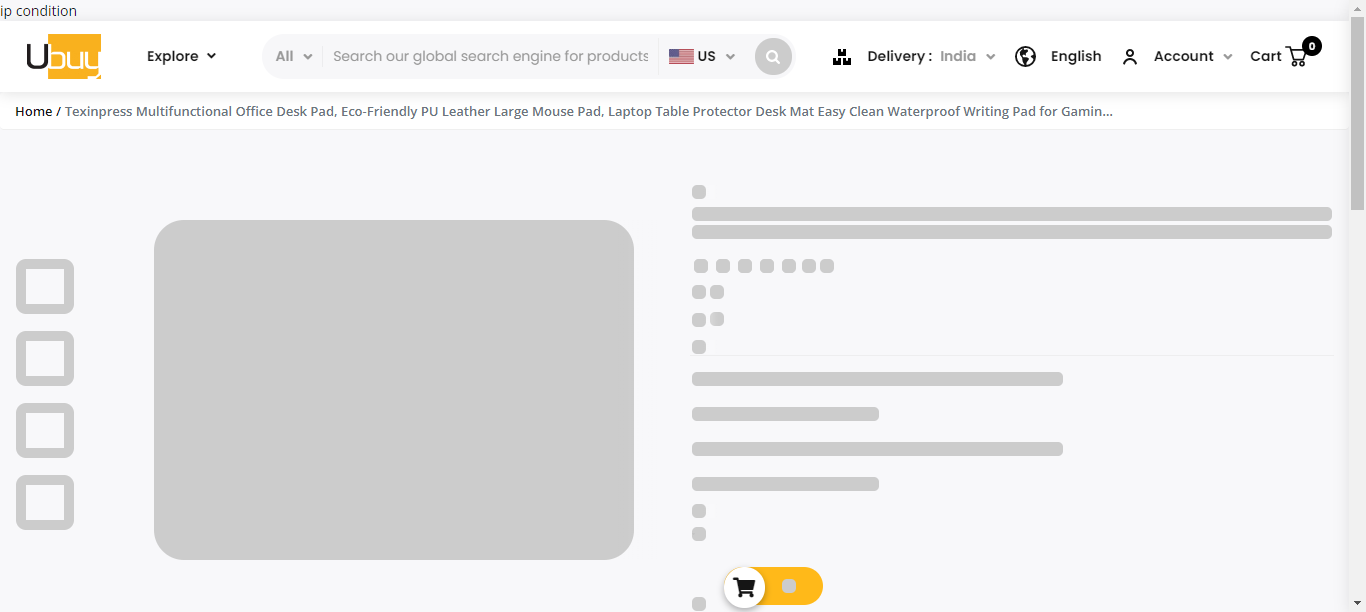 ip condition
Ubuy
Explore
All
Search our global search engine for products
US
Delivery : India
English
Account
Cart
0
Home / Texinpress Multifunctional Office Desk Pad, Eco-Friendly PU Leather Large Mouse Pad, Laptop Table Protector Desk Mat Easy Clean Waterproof Writing Pad for Gamin...